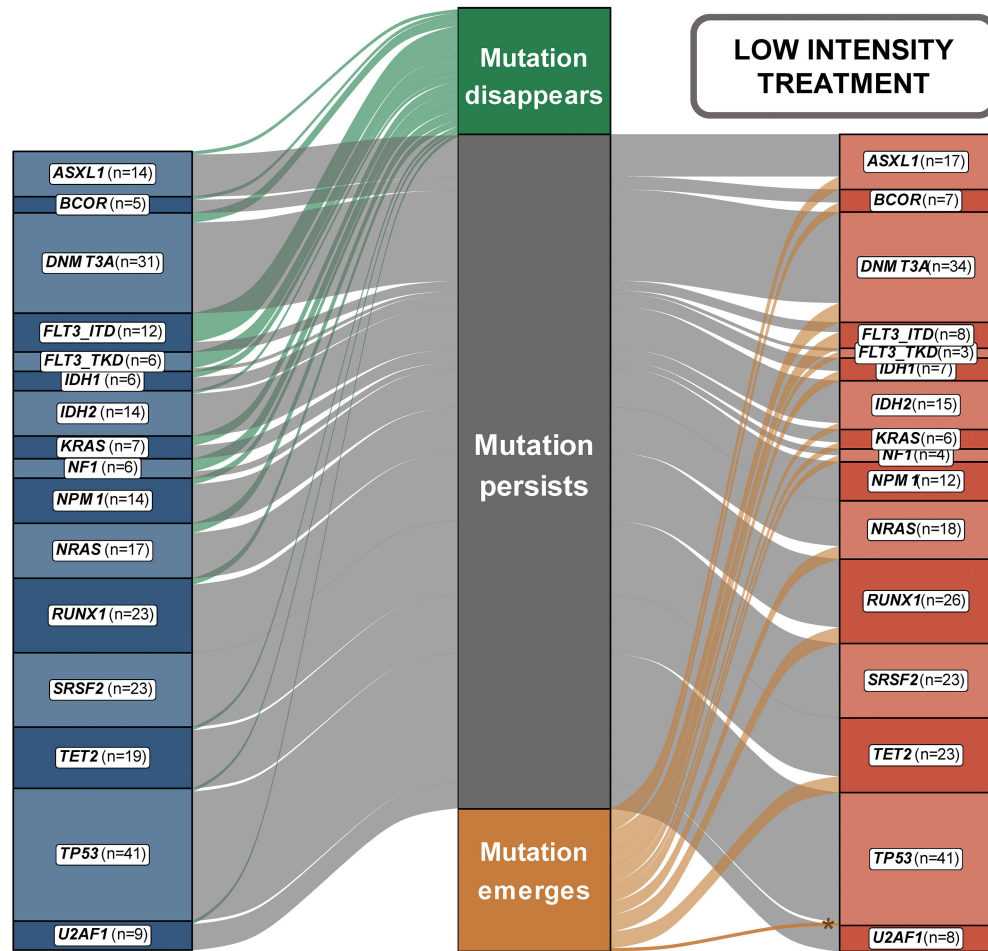 LOW INTENSITY
TREATMENT
Mutation
disappears
Mutation
persists
Mutation
emerges
ASXL1 (n=14)
BCOR (n=5)
DNMT3A (n=31)
FLT3_ITD (n=12)
FLT3_TKD (n=6)
IDH1 (n=6)
IDH2 (n=14)
KRAS (n=7)
NF1 (n=6)
NPM1 (n=14)
NRAS (n=17)
RUNX1 (n=23)
SRSF2 (n=23)
TET2 (n=19)
TP53 (n=41)
U2AF1 (n=9)
ASXL1 (n=17)
BCOR (n=7)
DNMT3A (n=34)
FLT3_ITD (n=8)
FLT3_TKD (n=3)
IDH1 (n=7)
IDH2 (n=15)
KRAS (n=6)
NF1 (n=4)
NPM1 (n=12)
NRAS (n=18)
RUNX1 (n=26)
SRSF2 (n=23)
TET2 (n=23)
TP53 (n=41)
*
U2AF1 (n=8)